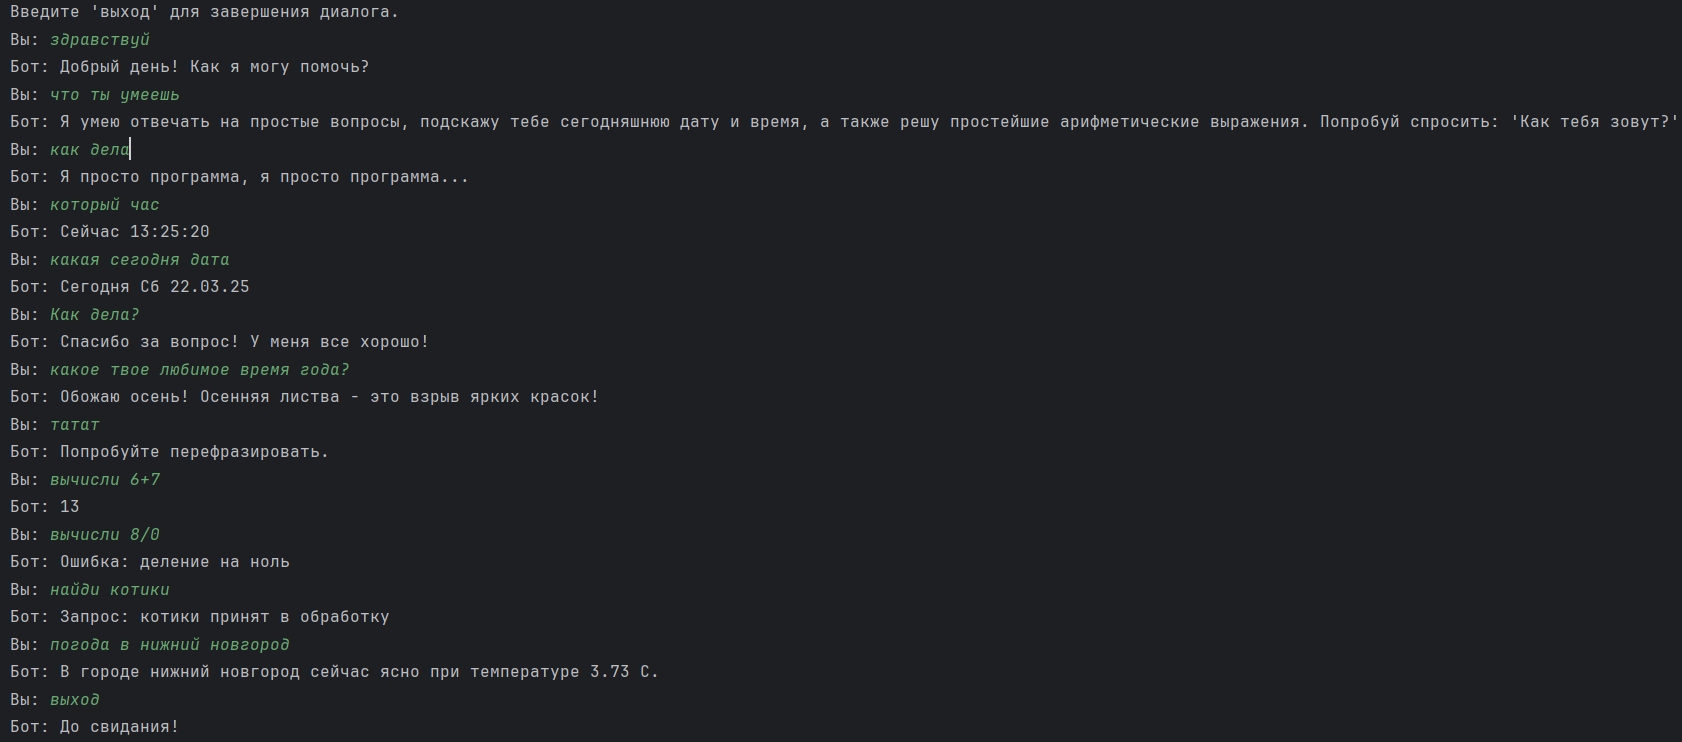 Введите 'выход' для завершения диалога.
Вы: здравствуй
Бот: Добрый день! Как я могу помочь?
Вы: что ты умеешь
Бот: Я умею отвечать на простые вопросы, подскажу тебе сегодняшнюю дату и время, а также решу простейшие арифметические выражения. Попробуй спросить: 'Как тебя зовут?'
Вы: как дела
Бот: Я просто программа, я просто программа...
Вы: который час
Бот: Сейчас 13:25:20
Вы: какая сегодня дата
Бот: Сегодня Сб 22.03.25
Вы: Как дела?
Бот: Спасибо за вопрос! У меня все хорошо!
Вы: какое твое любимое время года?
Бот: Обожаю осень! Осенняя листва - это взрыв ярких красок!
Вы: татат
Бот: Попробуйте перефразировать.
Вы: вычисли 6+7
Бот: 13
Вы: вычисли 8/0
Бот: Ошибка: деление на ноль
Вы: найди котики
Бот: Запрос: котики принят в обработку
Вы: погода в нижний новгород
Бот: В городе нижний новгород сейчас ясно при температуре 3.73 C.
Вы: выход
Бот: До свидания!